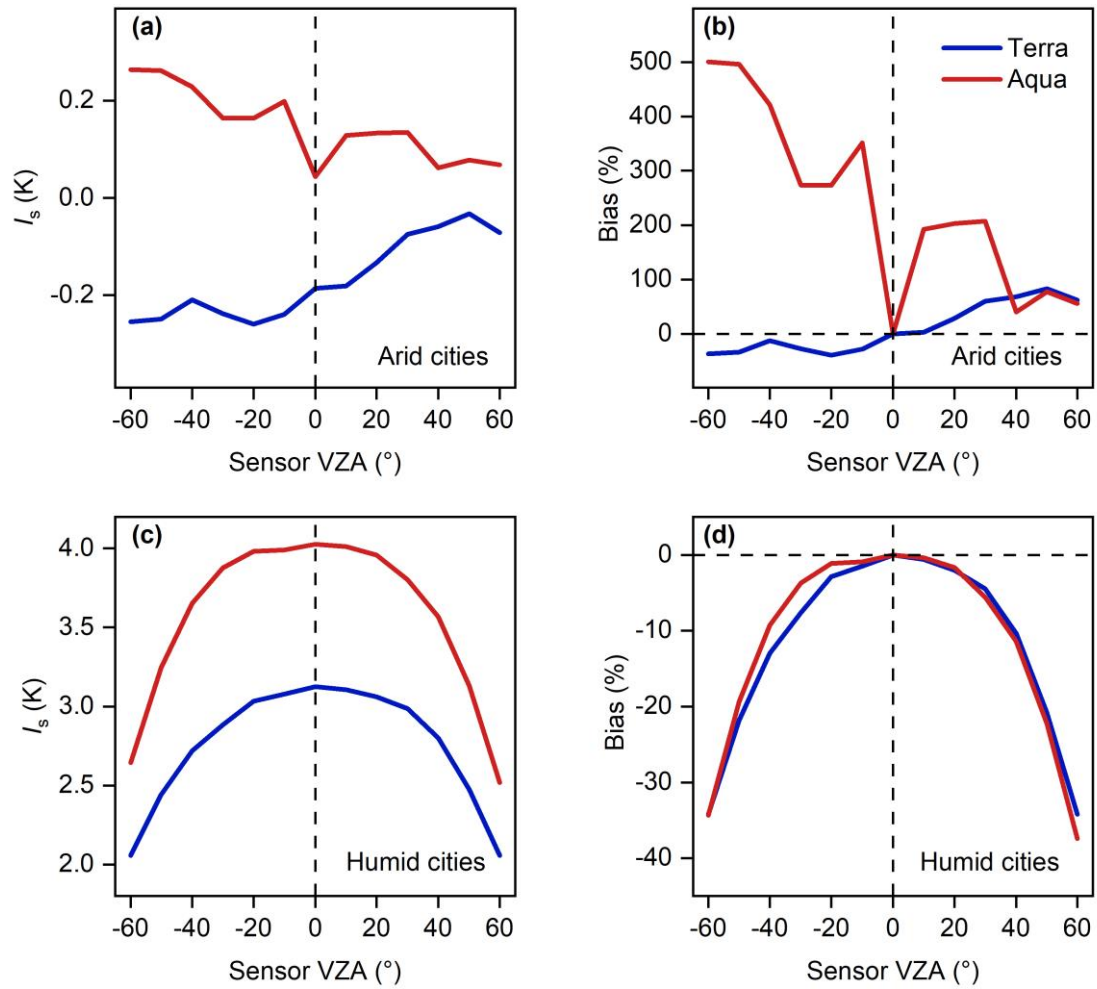 (a)
I_s (K)
0.2
0.0
-0.2
Arid cities
-60 -40 -20 0 20 40 60
Sensor VZA (°)
(b)
Terra
Aqua
Bias (%)
500
400
300
200
100
0
Arid cities
-60 -40 -20 0 20 40 60
Sensor VZA (°)
(c)
I_s (K)
4.0
3.5
3.0
2.5
2.0
Humid cities
-60 -40 -20 0 20 40 60
Sensor VZA (°)
(d)
Bias (%)
0
-10
-20
-30
-40
Humid cities
-60 -40 -20 0 20 40 60
Sensor VZA (°)